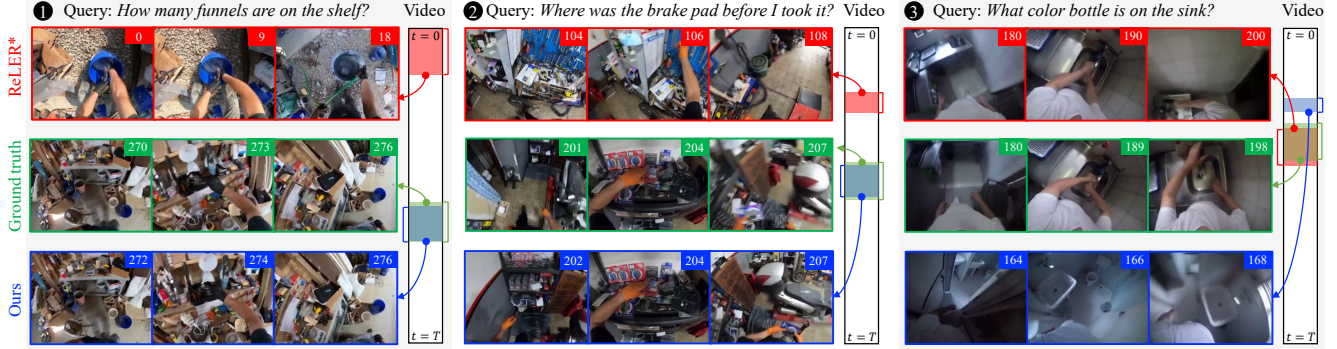 1 Query: How many funnels are on the shelf? Video
ReLER*
0 9 18
t = 0
Ground truth
270 273 276
Ours
272 274 276
t = T
2 Query: Where was the brake pad before I took it? Video
104 106 108
t = 0
201 204 207
202 204 207
t = T
3 Query: What color bottle is on the sink? Video
180 190 200
t = 0
180 189 198
164 166 168
t = T